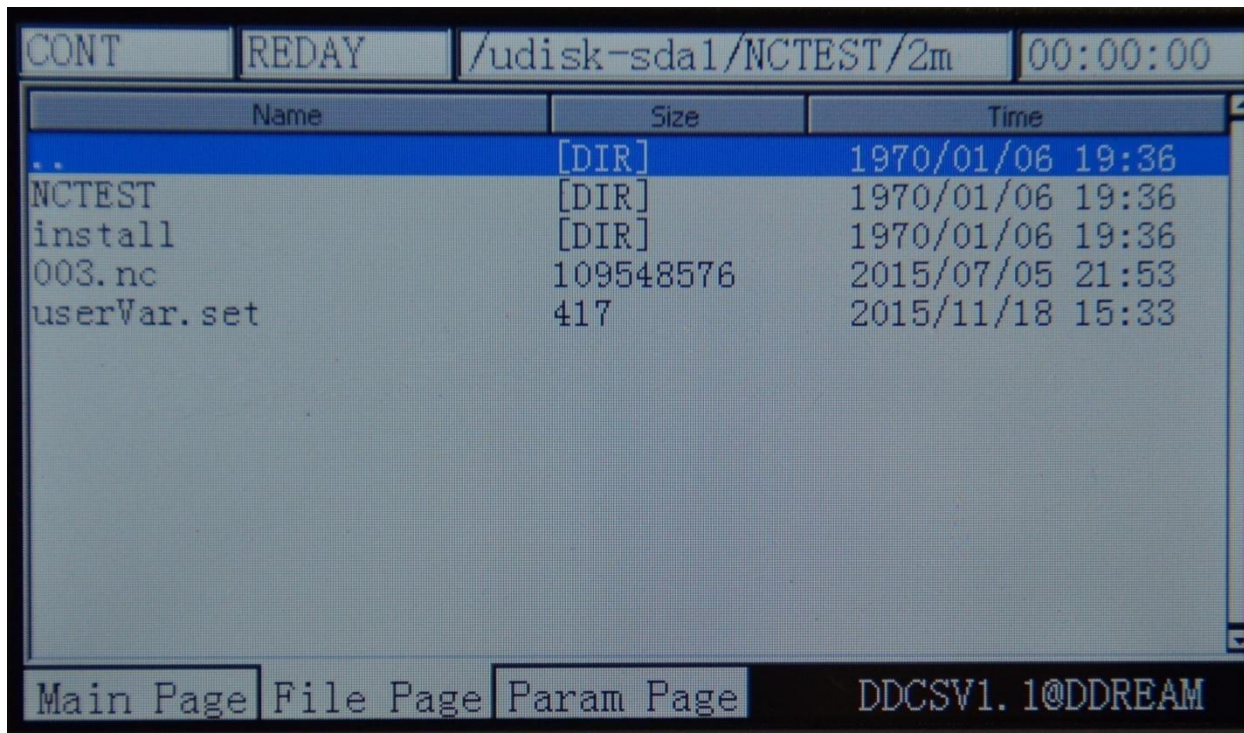 CONT REDAY /udisk-sda1/NCTEST/2m 00:00:00
Name Size Time
.. [DIR] 1970/01/06 19:36
NCTEST [DIR] 1970/01/06 19:36
install [DIR] 1970/01/06 19:36
003.nc 109548576 2015/07/05 21:53
userVar.set 417 2015/11/18 15:33
Main Page File Page Param Page DDCSV1.1@DDREAM